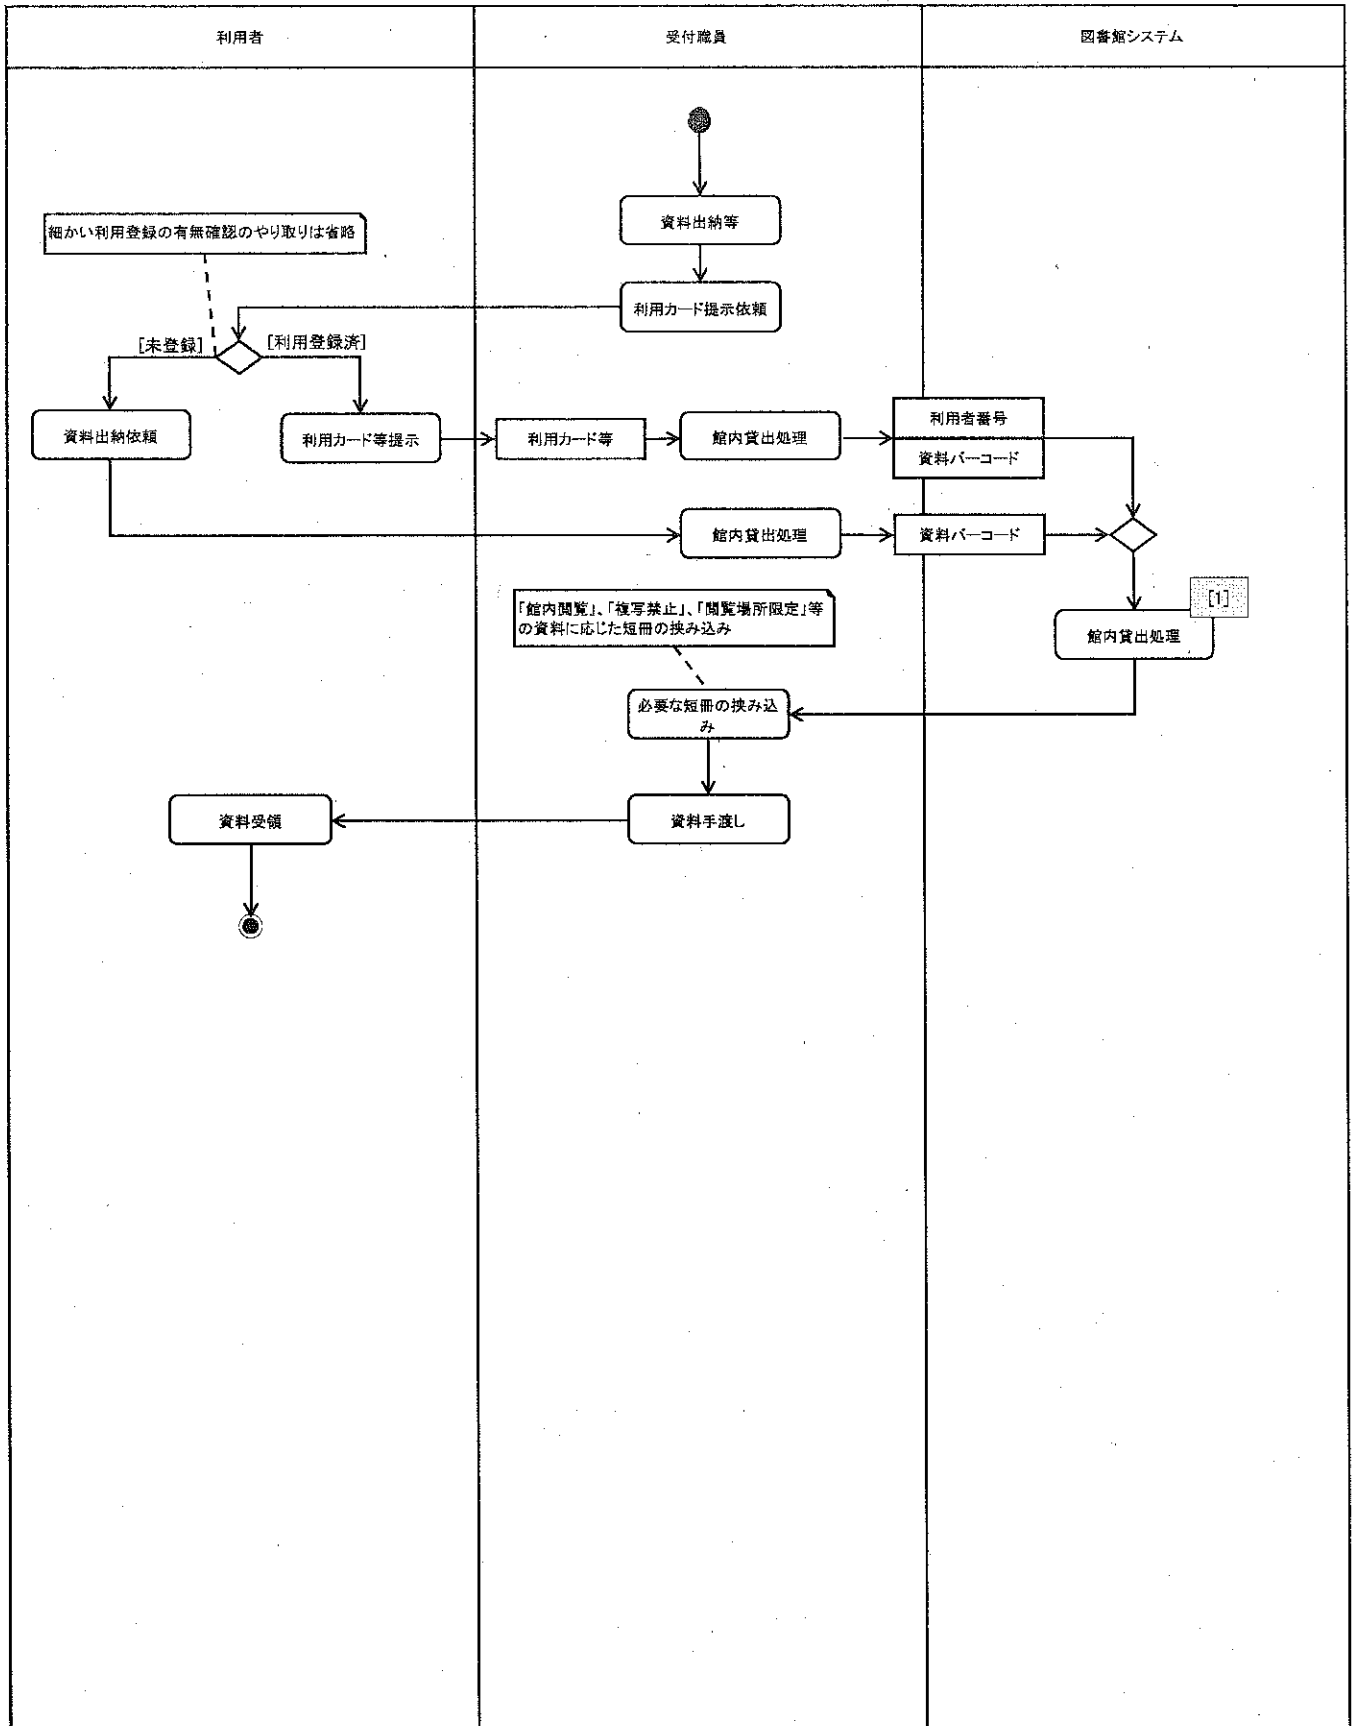 利用者
受付職員
図書館システム
資料出納等
細かい利用登録の有無確認のやり取りは省略
利用カード提示依頼
[未登録]
[利用登録済]
資料出納依頼
利用カード等提示
利用カード等
館内貸出処理
利用者番号
資料バーコード
館内貸出処理
資料バーコード
「館内閲覧」、「複写禁止」、「閲覧場所限定」等
の資料に応じた短冊の挟み込み
[1]
館内貸出処理
必要な短冊の挟み込
み
資料受領
資料手渡し